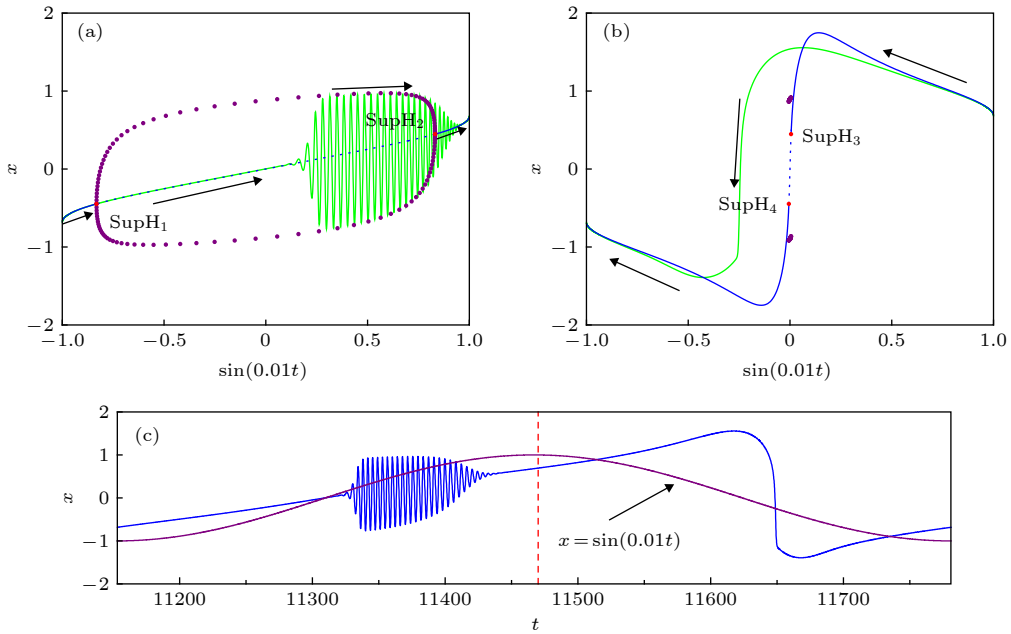 (a)
2
1
0
−1
−2
x
SupH1
SupH2
−1.0
−0.5
0
0.5
1.0
sin(0.01t)
(b)
2
1
0
−1
−2
x
SupH3
SupH4
−1.0
−0.5
0
0.5
1.0
sin(0.01t)
(c)
2
1
0
−1
−2
x
x=sin(0.01t)
11200
11300
11400
11500
11600
11700
t